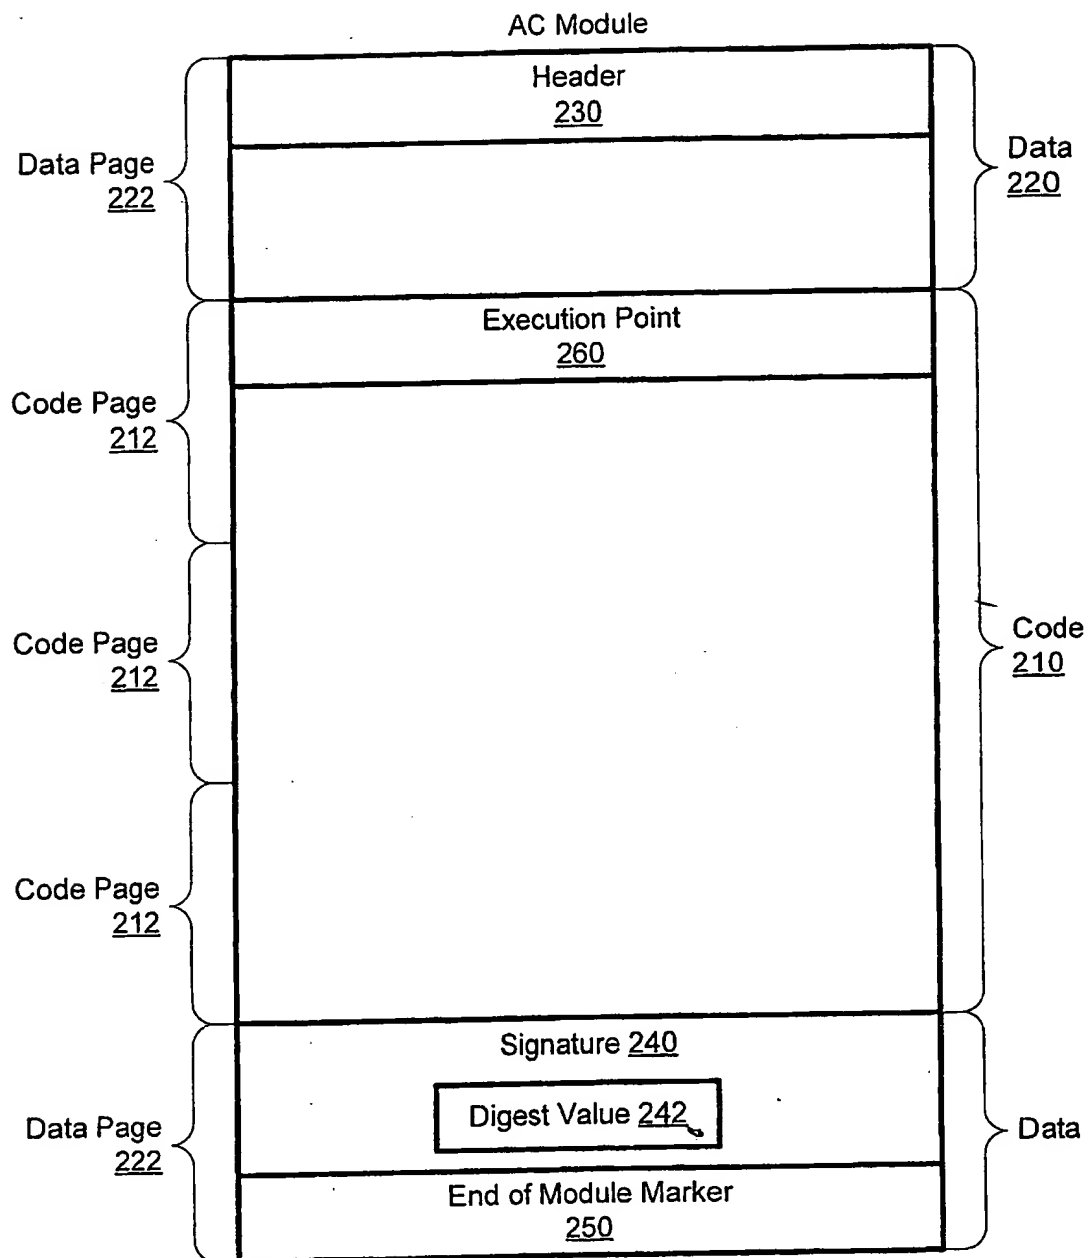 AC Module
Header
230
Data Page
222
Data
220
Execution Point
260
Code Page
212
Code Page
212
Code
210
Code Page
212
Signature 240
Digest Value 242
Data Page
222
Data
End of Module Marker
250